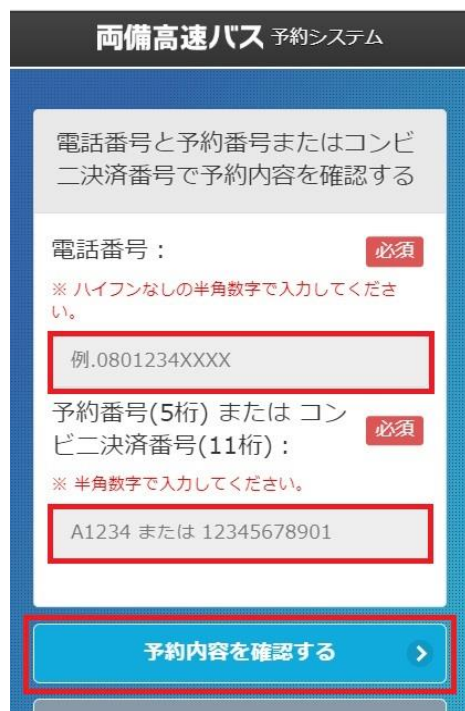 両備高速バス 予約システム
電話番号と予約番号またはコンビ
ニ決済番号で予約内容を確認する
電話番号：
必須
※ ハイフンなしの半角数字で入力してくださ
い。
例.0801234XXXX
予約番号(5桁) または コン
ビニ決済番号(11桁)：
必須
※ 半角数字で入力してください。
A1234 または 12345678901
予約内容を確認する